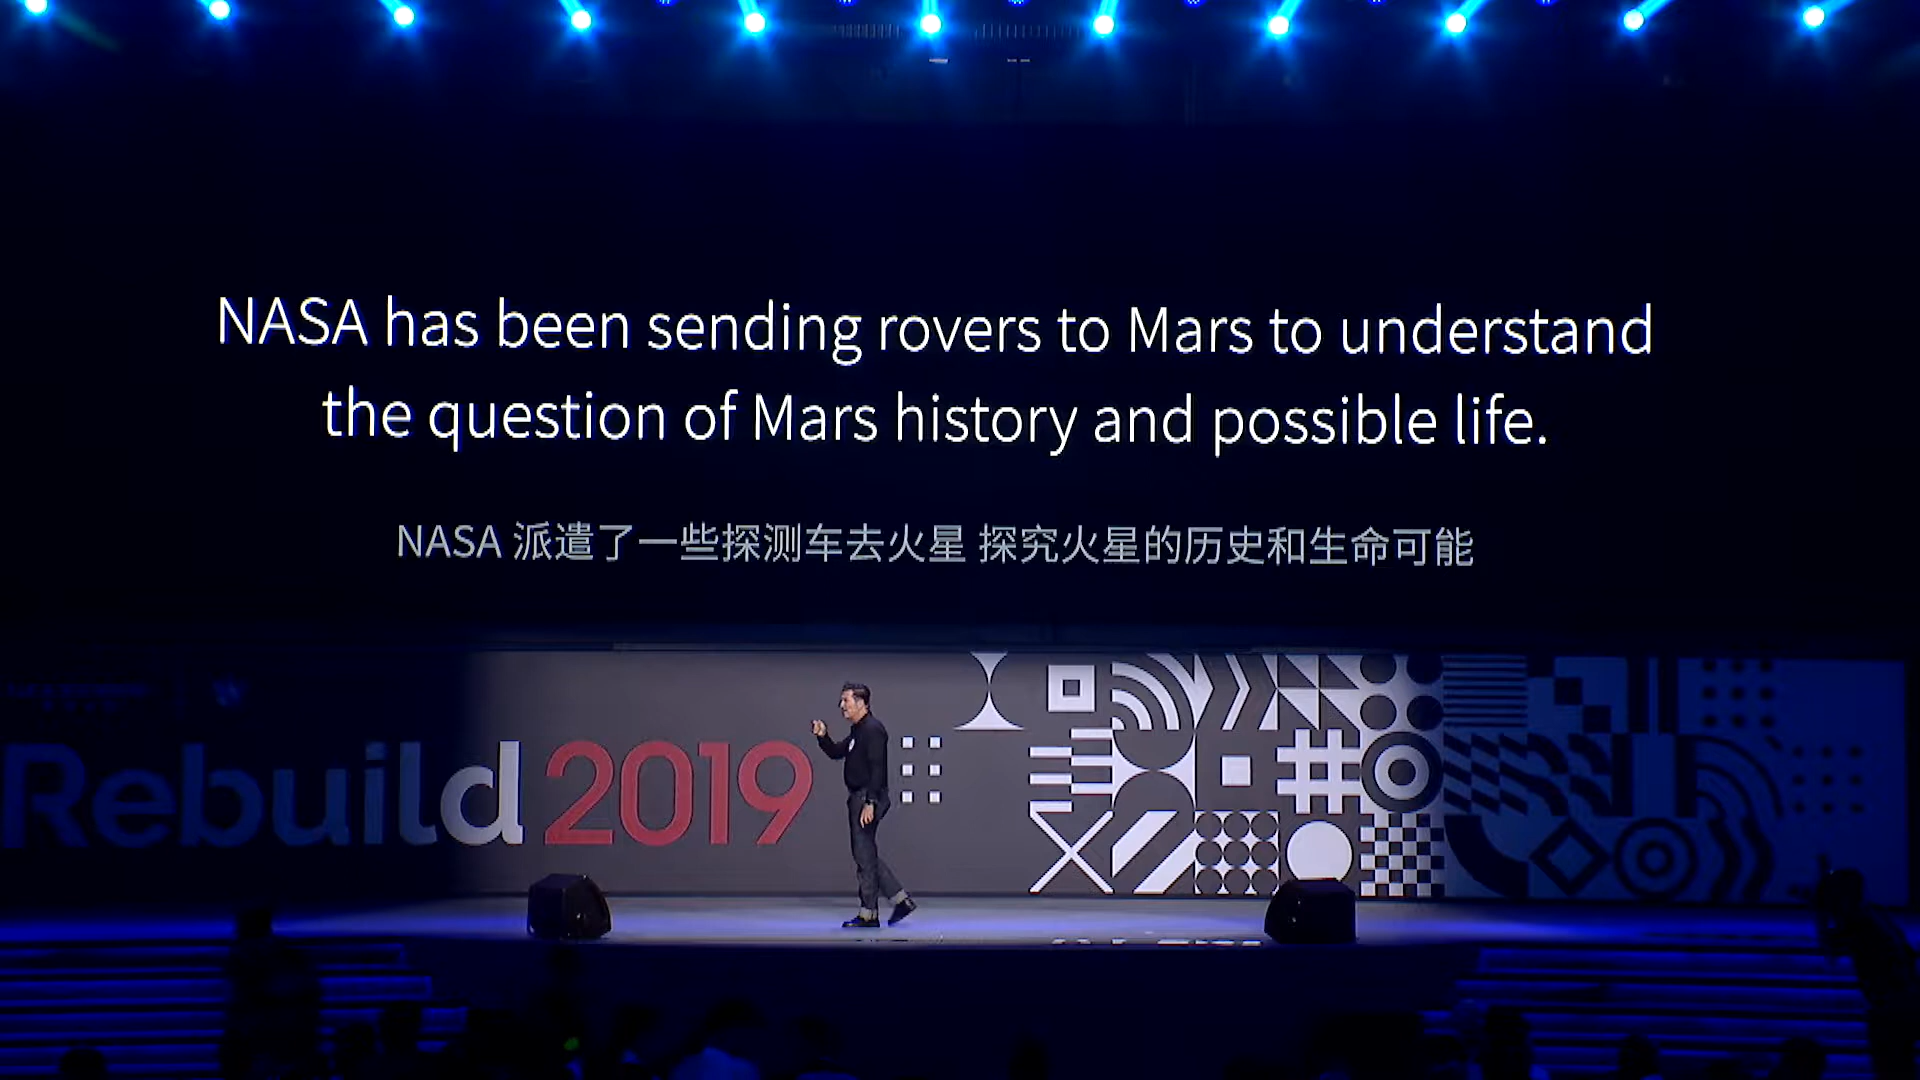 NASA has been sending rovers to Mars to understand
the question of Mars history and possible life.
NASA 派遣了一些探测车去火星 探究火星的历史和生命可能
Rebuild 2019